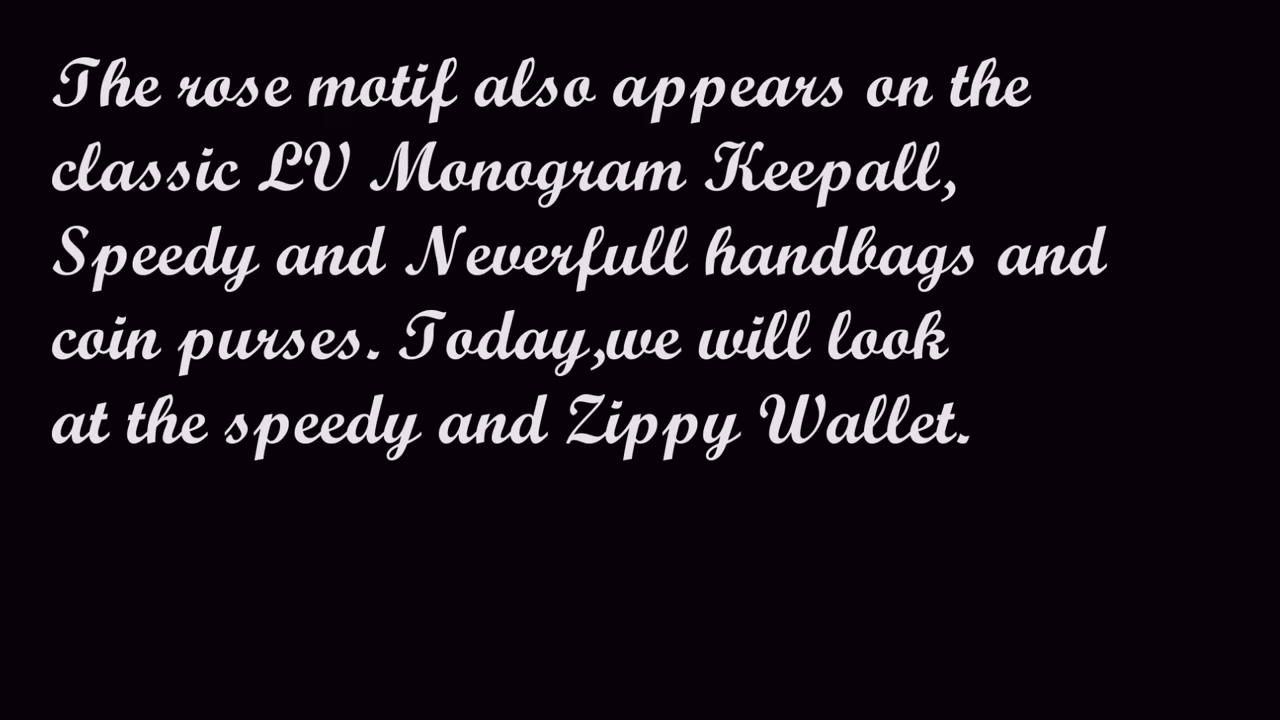 The rose motif also appears on the
classic LV Monogram Keepall,
Speedy and Neverfull handbags and
coin purses. Today,we will look
at the speedy and Zippy Wallet.